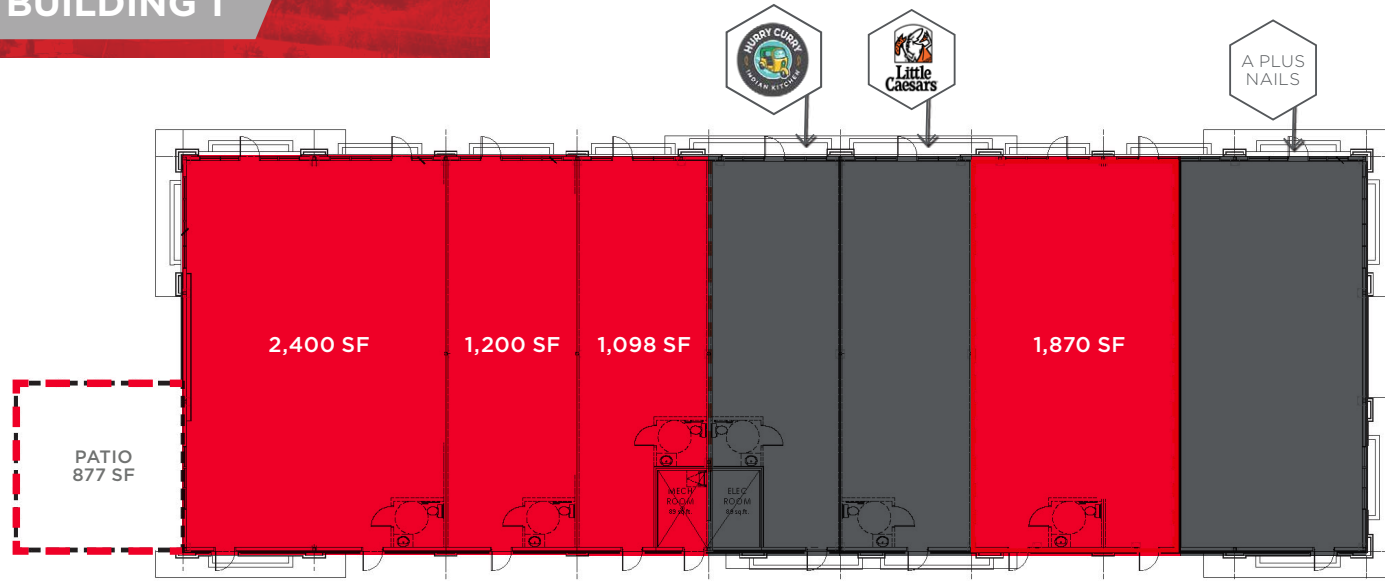 BUILDING 1
HURRY CURRY
INDIAN KITCHEN
Little
Caesars
A PLUS
NAILS
2,400 SF
1,200 SF
1,098 SF
1,870 SF
PATIO
877 SF
MECH
ROOM
ELEC
ROOM